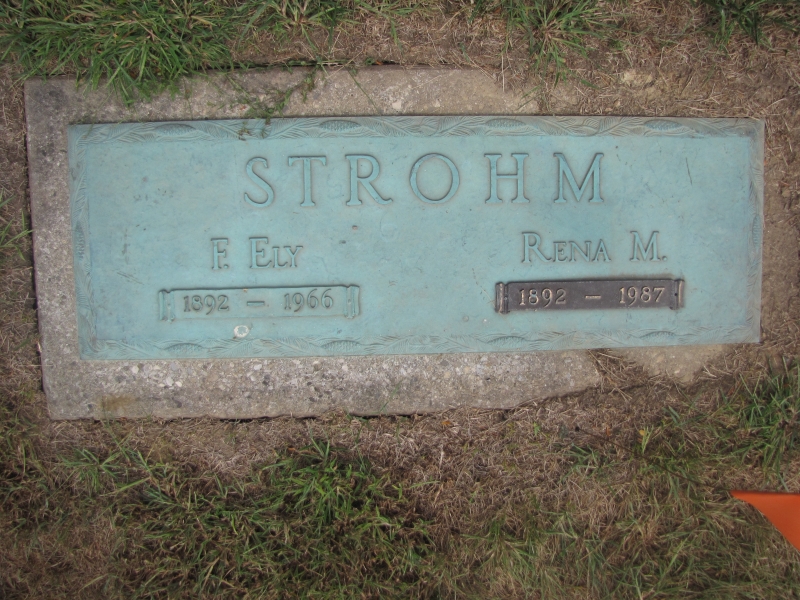 STROHM
F. ELY RENA M.
1892 — 1966 1892 — 1987